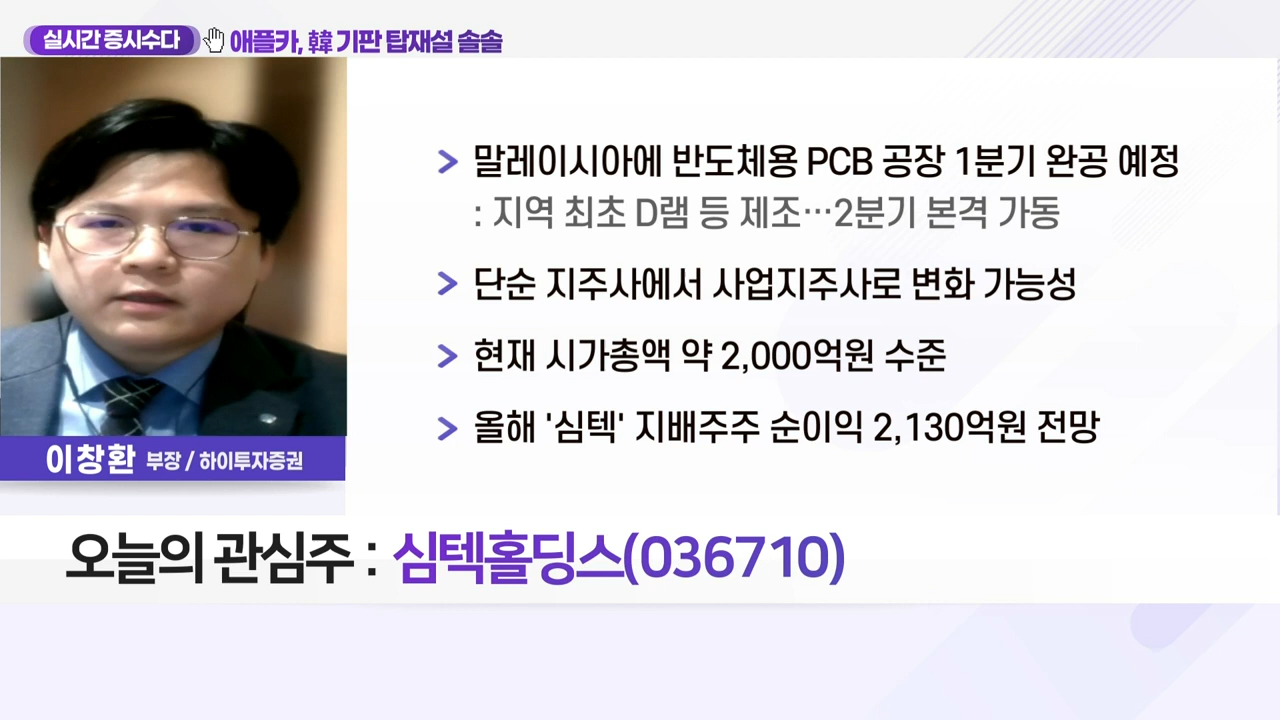 실시간 증시수다 애플카, 韓 기판 탑재설 솔솔
> 말레이시아에 반도체용 PCB 공장 1분기 완공 예정
: 지역 최초 D램 등 제조…2분기 본격 가동
> 단순 지주사에서 사업지주사로 변화 가능성
> 현재 시가총액 약 2,000억원 수준
> 올해 '심텍' 지배주주 순이익 2,130억원 전망
이창환 부장 / 하이투자증권
오늘의 관심주 : 심텍홀딩스(036710)